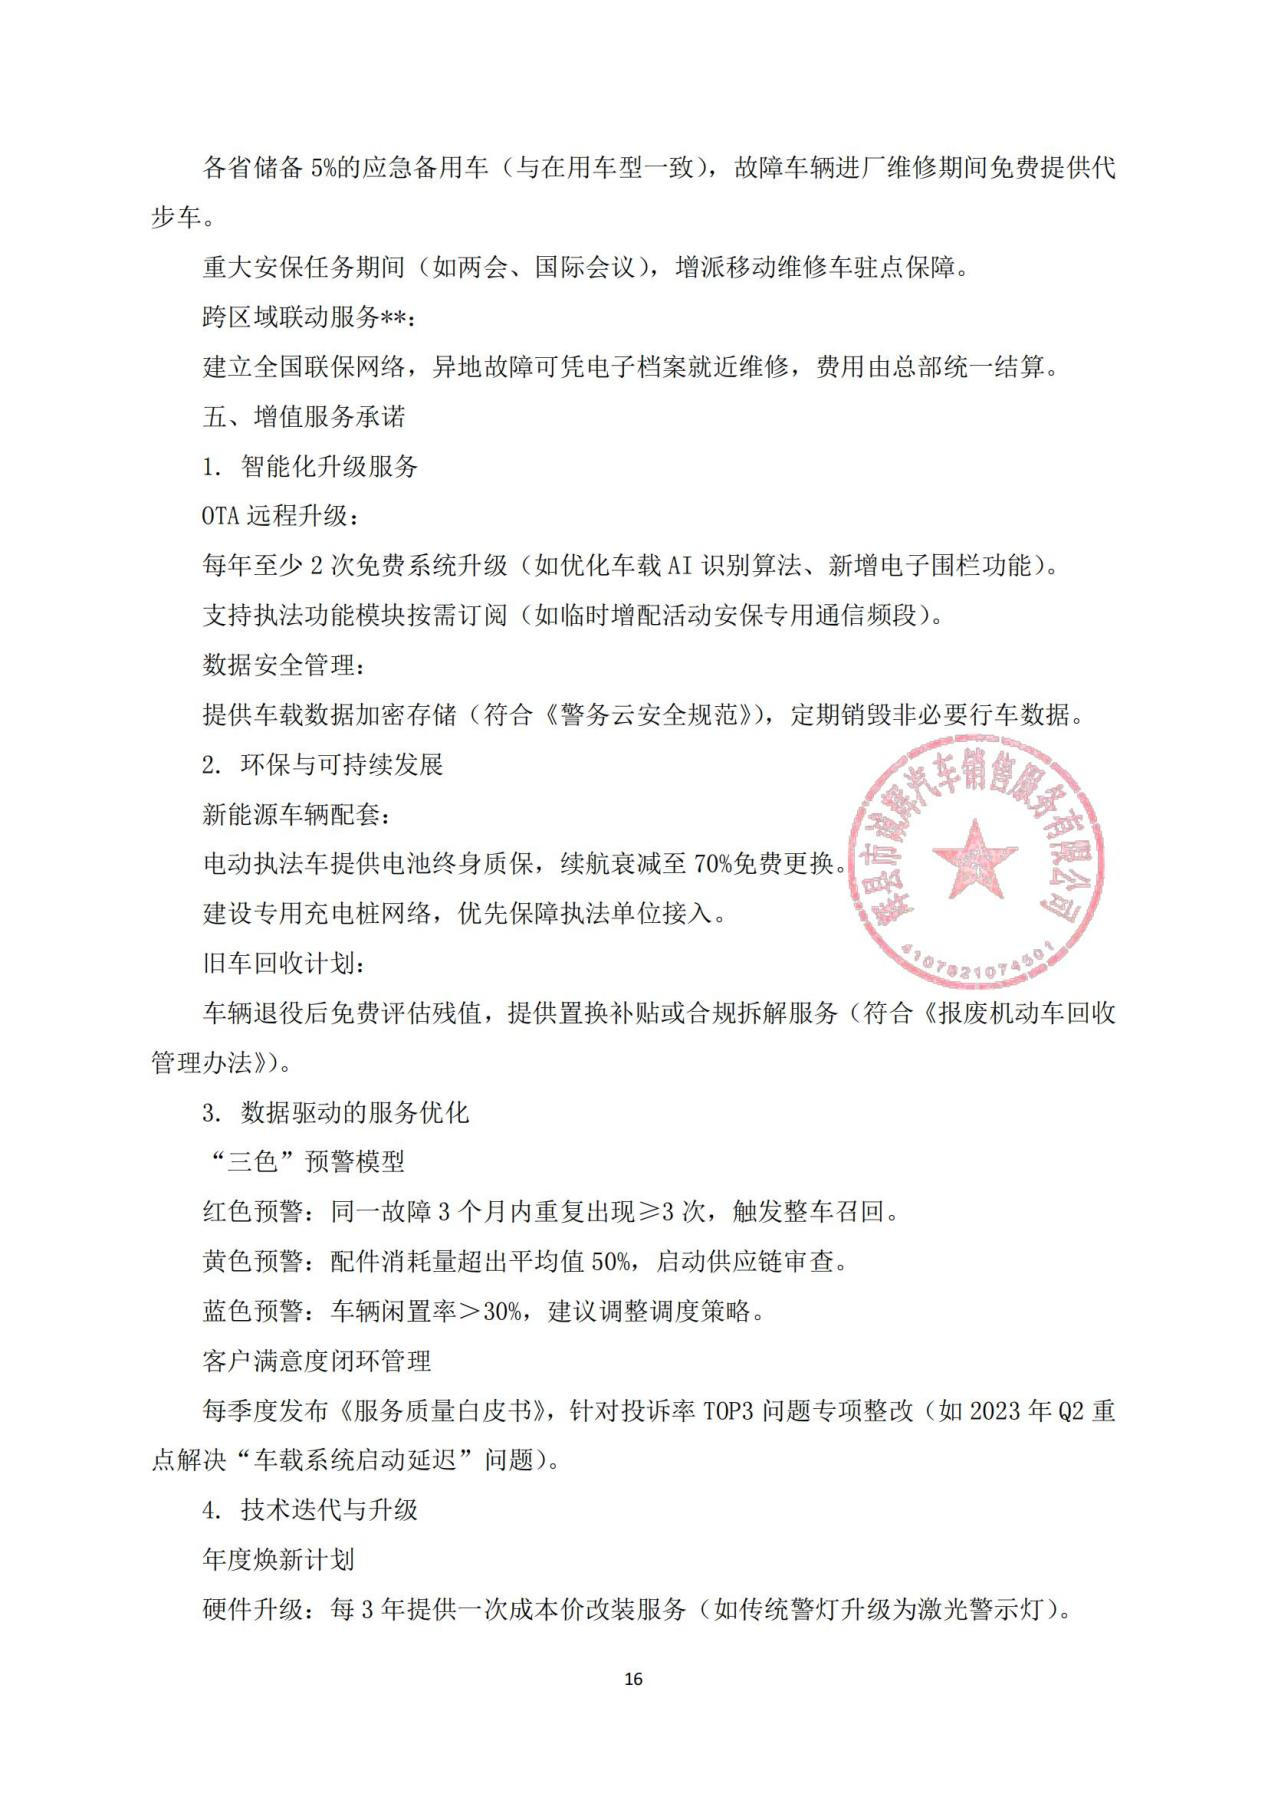 各省储备 5%的应急备用车（与在用车型一致），故障车辆进厂维修期间免费提供代
步车。
重大安保任务期间（如两会、国际会议），增派移动维修车驻点保障。
跨区域联动服务**：
建立全国联保网络，异地故障可凭电子档案就近维修，费用由总部统一结算。
五、增值服务承诺
1. 智能化升级服务
OTA 远程升级：
每年至少 2 次免费系统升级（如优化车载 AI 识别算法、新增电子围栏功能）。
支持执法功能模块按需订阅（如临时增配活动安保专用通信频段）。
数据安全管理：
提供车载数据加密存储（符合《警务云安全规范》），定期销毁非必要行车数据。
2. 环保与可持续发展
新能源车辆配套：
电动执法车提供电池终身质保，续航衰减至 70%免费更换。
建设专用充电桩网络，优先保障执法单位接入。
旧车回收计划：
车辆退役后免费评估残值，提供置换补贴或合规拆解服务（符合《报废机动车回收
管理办法》）。
3. 数据驱动的服务优化
“三色”预警模型
红色预警：同一故障 3 个月内重复出现≥3 次，触发整车召回。
黄色预警：配件消耗量超出平均值 50%，启动供应链审查。
蓝色预警：车辆闲置率＞30%，建议调整调度策略。
客户满意度闭环管理
每季度发布《服务质量白皮书》，针对投诉率 TOP3 问题专项整改（如 2023 年 Q2 重
点解决“车载系统启动延迟”问题）。
4. 技术迭代与升级
年度焕新计划
硬件升级：每 3 年提供一次成本价改装服务（如传统警灯升级为激光警示灯）。
辉县市诚辉汽车销售服务有限公司
4107821074501
16